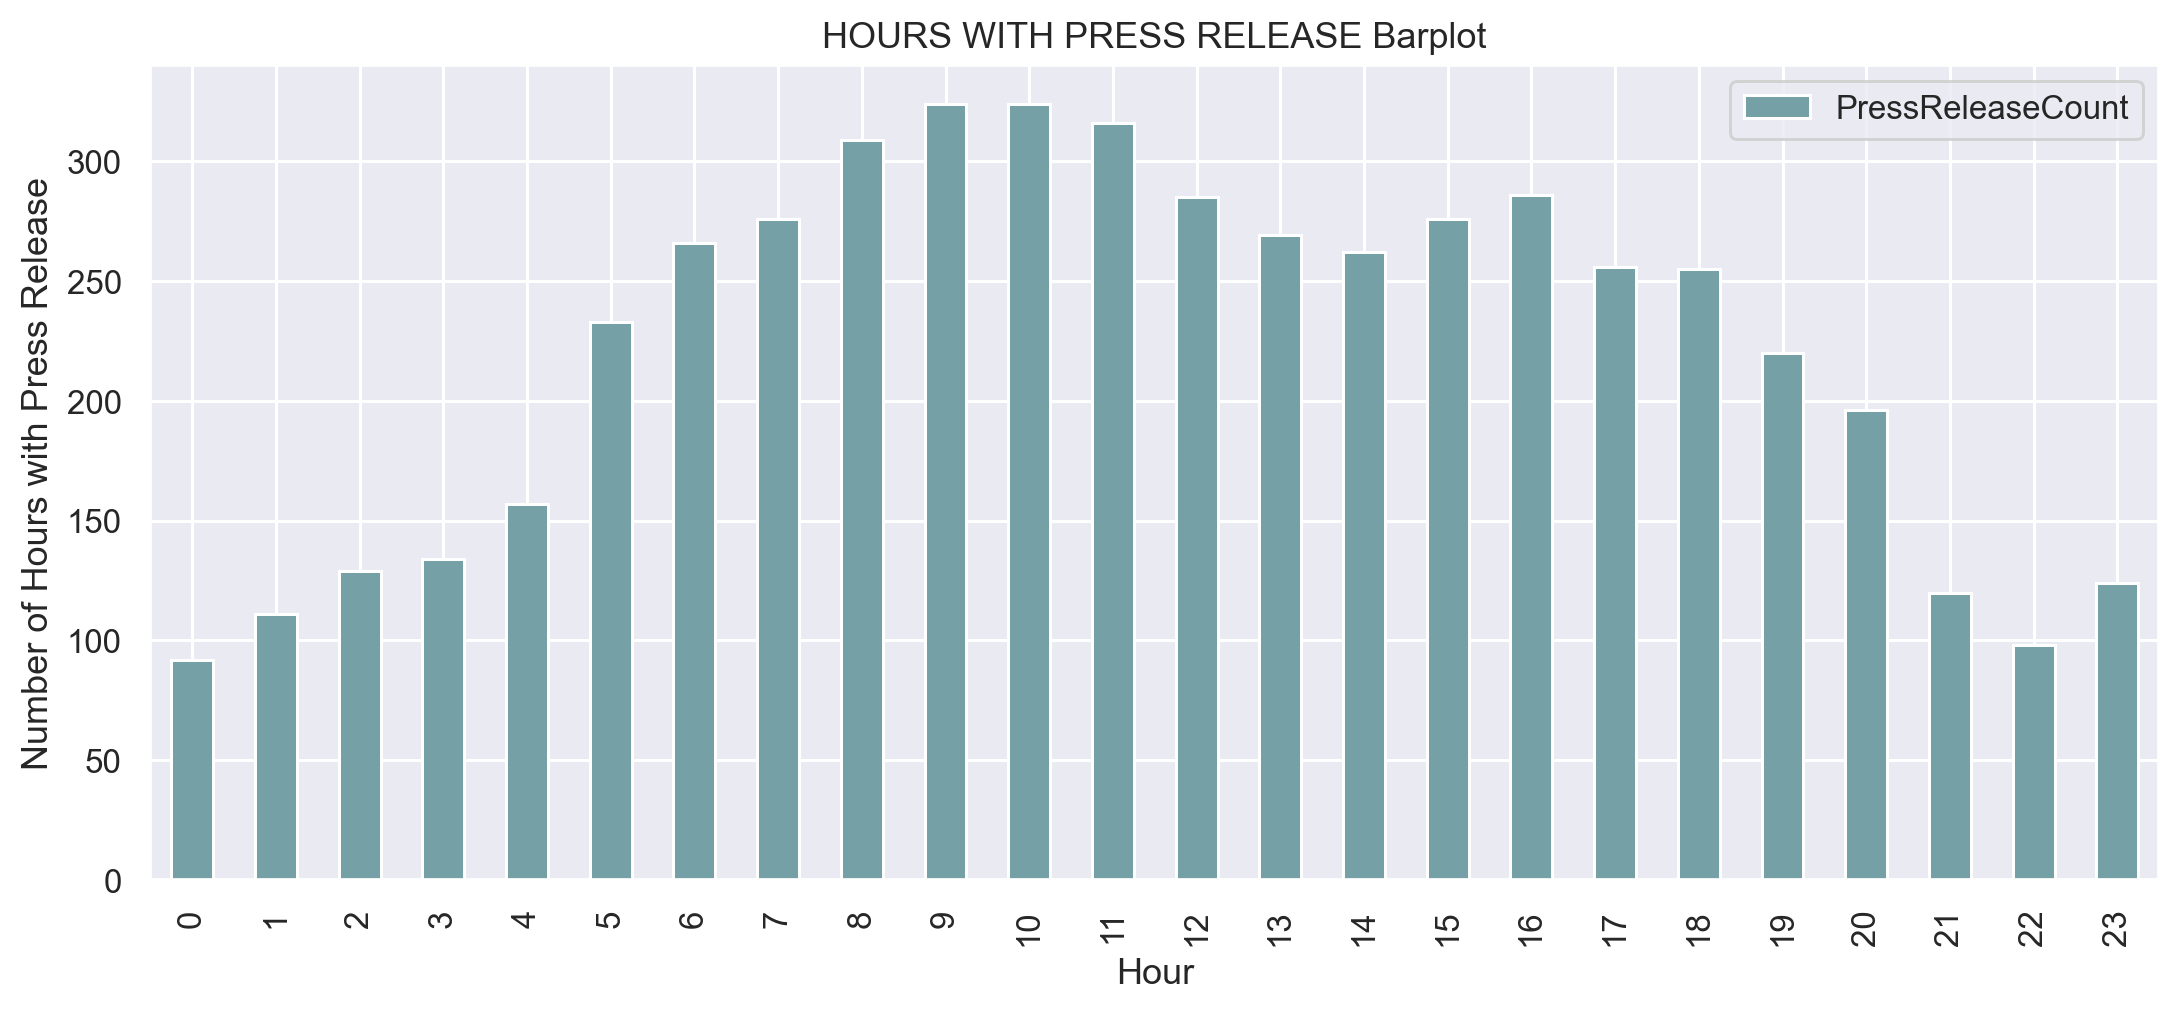 HOURS WITH PRESS RELEASE Barplot
PressReleaseCount
Number of Hours with Press Release
300
250
200
150
100
50
0
0 1 2 3 4 5 6 7 8 9 10 11 12 13 14 15 16 17 18 19 20 21 22 23
Hour